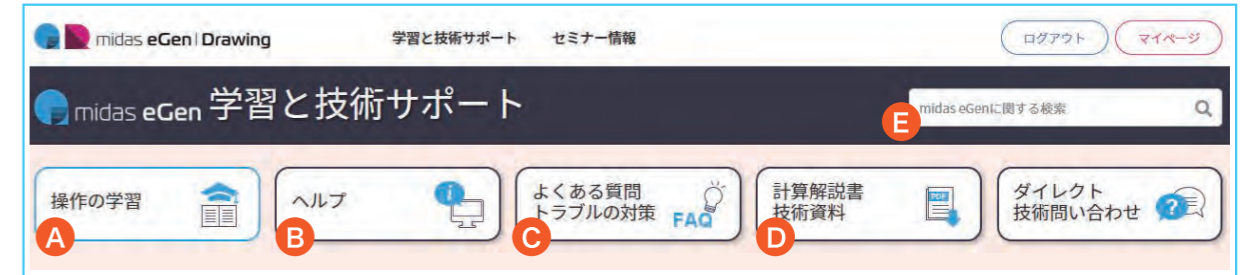 midas eGen | Drawing 学習と技術サポート セミナー情報 ログアウト マイページ
midas eGen 学習と技術サポート
E midas eGenに関する検索
操作の学習
A
ヘルプ
B
よくある質問
トラブルの対策 FAQ
C
計算解説書
技術資料 PDF
D
ダイレクト
技術問い合わせ ?